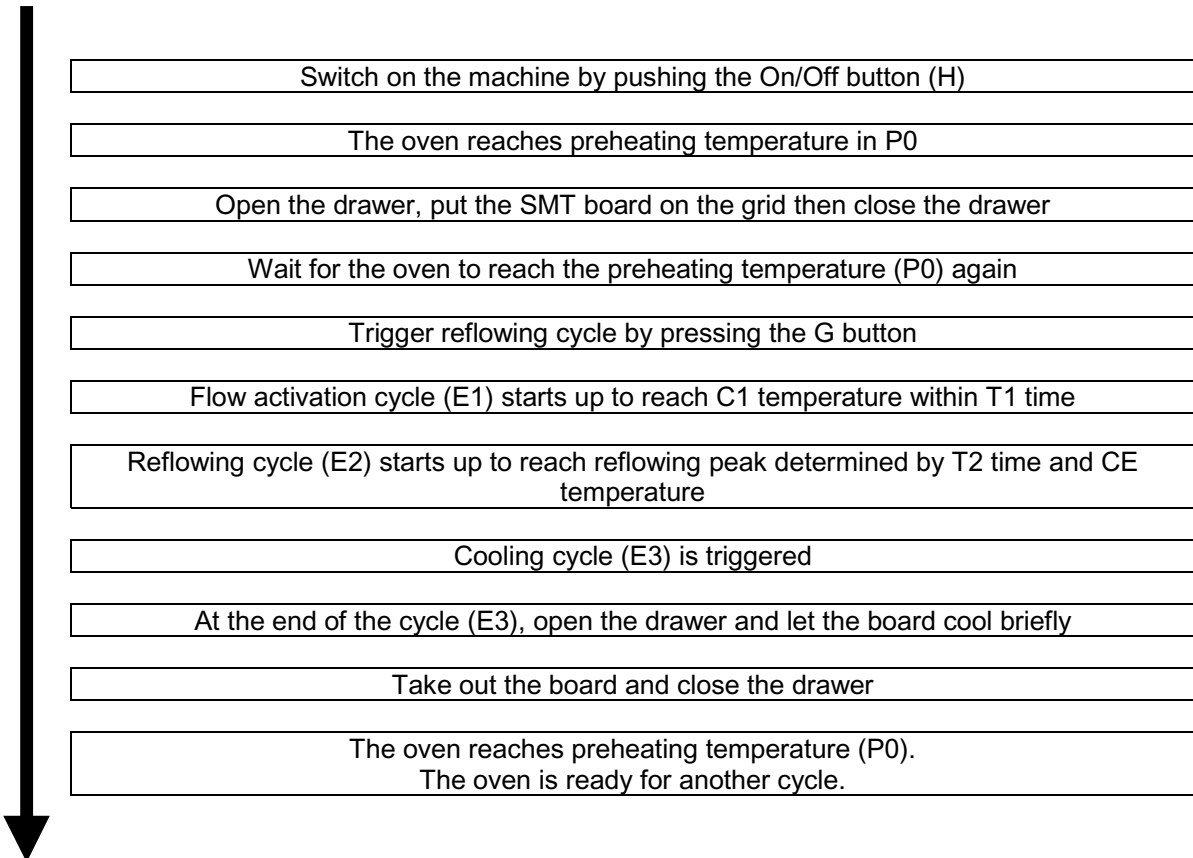 Switch on the machine by pushing the On/Off button (H)
The oven reaches preheating temperature in P0
Open the drawer, put the SMT board on the grid then close the drawer
Wait for the oven to reach the preheating temperature (P0) again
Trigger reflowing cycle by pressing the G button
Flow activation cycle (E1) starts up to reach C1 temperature within T1 time
Reflowing cycle (E2) starts up to reach reflowing peak determined by T2 time and CE
temperature
Cooling cycle (E3) is triggered
At the end of the cycle (E3), open the drawer and let the board cool briefly
Take out the board and close the drawer
The oven reaches preheating temperature (P0).
The oven is ready for another cycle.